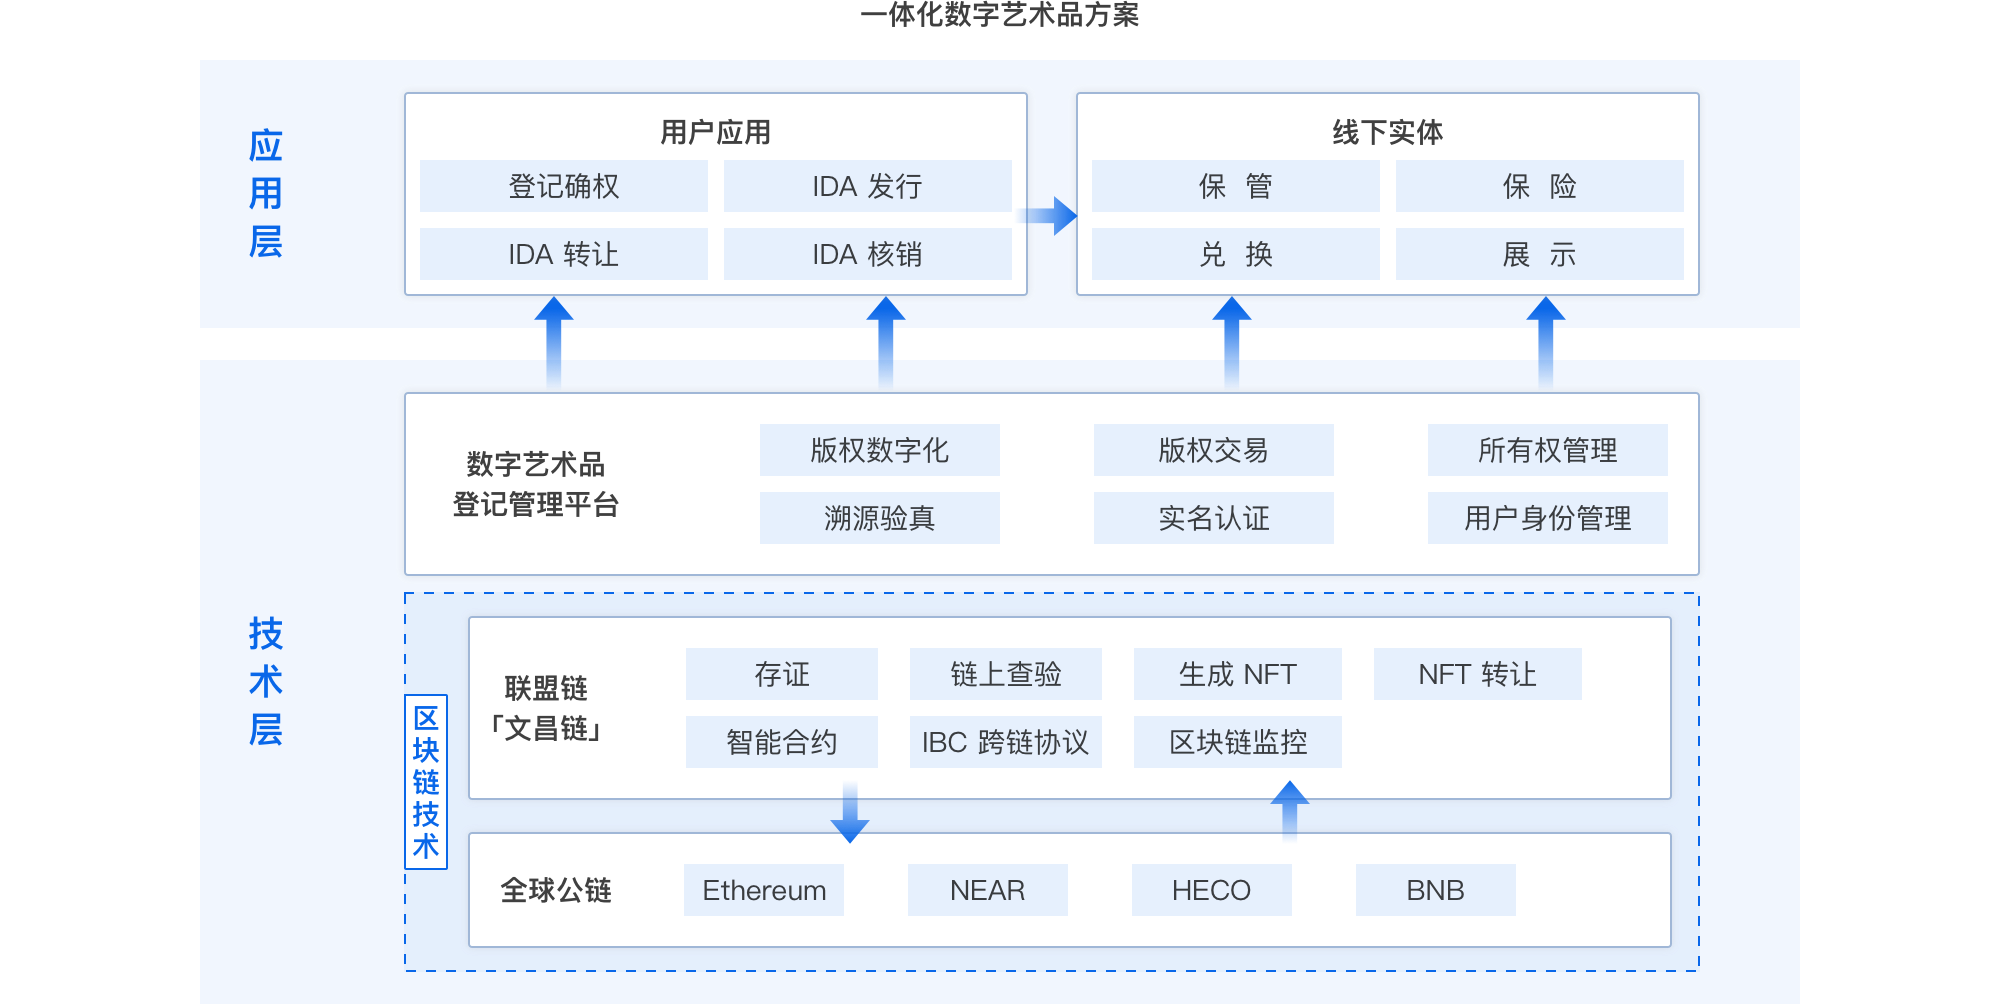 一体化数字艺术品方案
应用层
用户应用
登记确权
IDA 发行
IDA 转让
IDA 核销
线下实体
保 管
保 险
兑 换
展 示
技术层
数字艺术品
登记管理平台
版权数字化
版权交易
所有权管理
溯源验真
实名认证
用户身份管理
区块链技术
联盟链
「文昌链」
存证
链上查验
生成 NFT
NFT 转让
智能合约
IBC 跨链协议
区块链监控
全球公链
Ethereum
NEAR
HECO
BNB